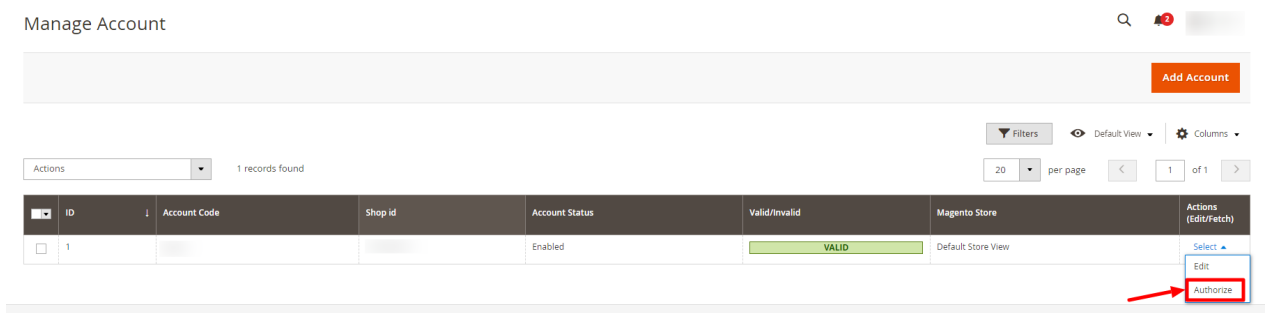 Manage Account
2
Add Account
Filters
Default View
Columns
Actions
1 records found
20
per page
1
of 1
ID
Account Code
Shop id
Account Status
Valid/Invalid
Magento Store
Actions
(Edit/Fetch)
1
Enabled
VALID
Default Store View
Select
Edit
Authorize